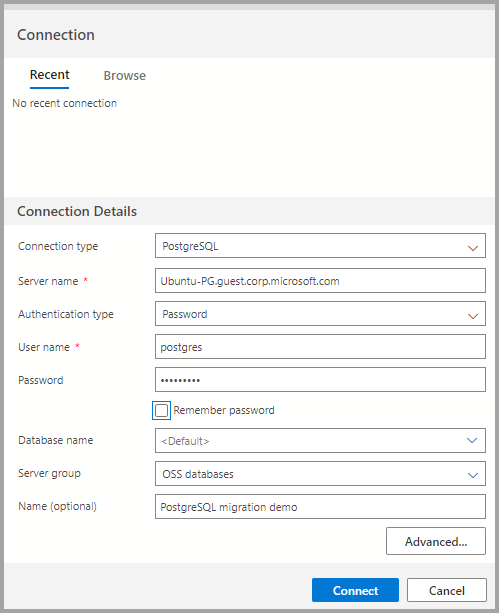 Connection
Recent Browse
No recent connection
Connection Details
Connection type PostgreSQL
Server name * Ubuntu-PG.guest.corp.microsoft.com
Authentication type Password
User name * postgres
Password •••••••••
Remember password
Database name <Default>
Server group OSS databases
Name (optional) PostgreSQL migration demo
Advanced...
Connect Cancel